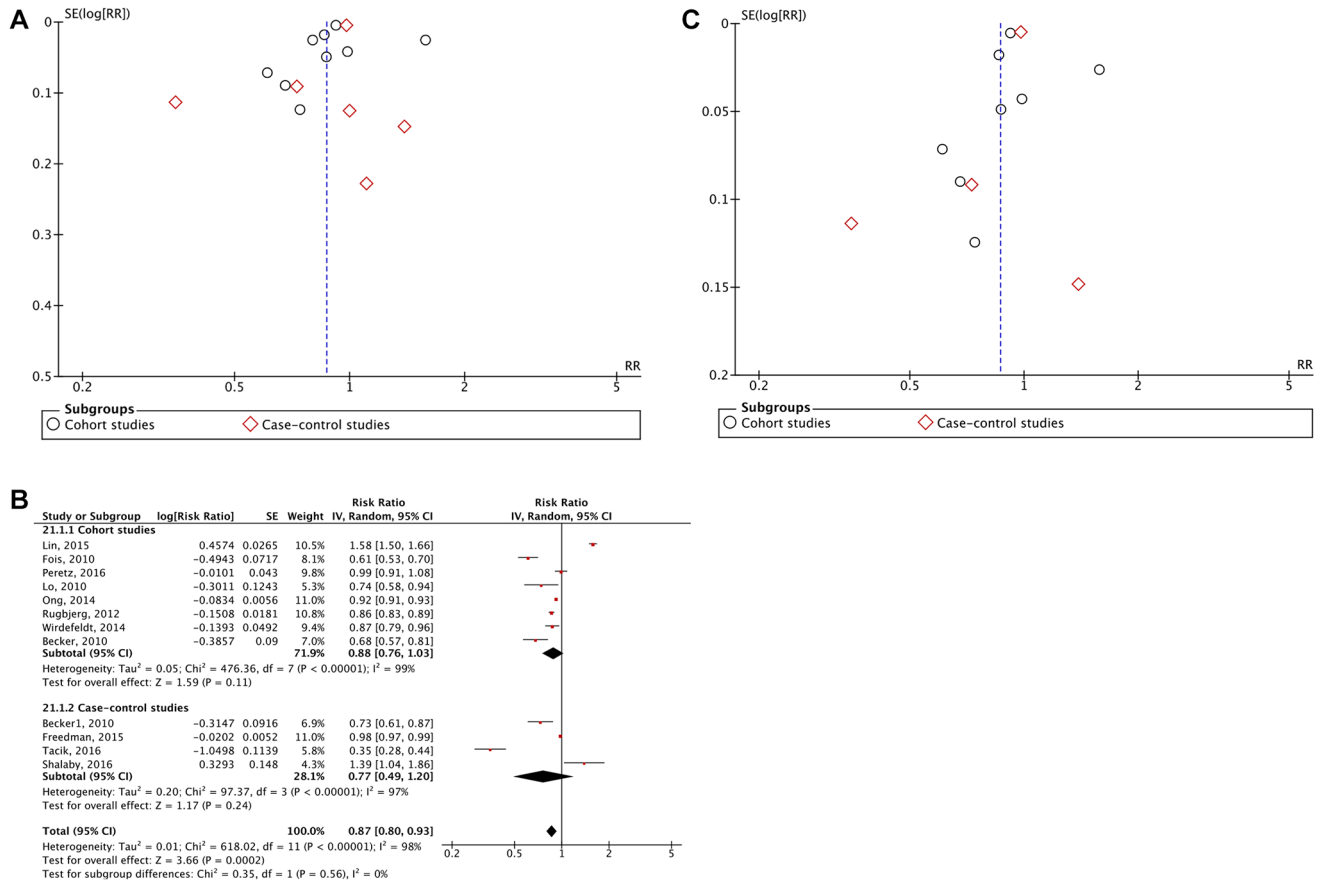 A
SE(log[RR])
0
0.1
0.2
0.3
0.4
0.5
RR
0.2 0.5 1 2 5
Subgroups
Cohort studies Case-control studies
C
SE(log[RR])
0
0.05
0.1
0.15
0.2
RR
0.2 0.5 1 2 5
Subgroups
Cohort studies Case-control studies
B
Risk Ratio Risk Ratio
Study or Subgroup log[Risk Ratio] SE Weight IV, Random, 95% CI IV, Random, 95% CI
21.1.1 Cohort studies
Lin, 2015 0.4574 0.0265 10.5% 1.58 [1.50, 1.66]
Fois, 2010 −0.4943 0.0717 8.1% 0.61 [0.53, 0.70]
Peretz, 2016 −0.0101 0.043 9.8% 0.99 [0.91, 1.08]
Lo, 2010 −0.3011 0.1243 5.3% 0.74 [0.58, 0.94]
Ong, 2014 −0.0834 0.0056 11.0% 0.92 [0.91, 0.93]
Rugbjerg, 2012 −0.1508 0.0181 10.8% 0.86 [0.83, 0.89]
Wirdefeldt, 2014 −0.1393 0.0492 9.4% 0.87 [0.79, 0.96]
Becker, 2010 −0.3857 0.09 7.0% 0.68 [0.57, 0.81]
Subtotal (95% CI) 71.9% 0.88 [0.76, 1.03]
Heterogeneity: Tau² = 0.05; Chi² = 476.36, df = 7 (P < 0.00001); I² = 99%
Test for overall effect: Z = 1.59 (P = 0.11)
21.1.2 Case-control studies
Becker1, 2010 −0.3147 0.0916 6.9% 0.73 [0.61, 0.87]
Freedman, 2015 −0.0202 0.0052 11.0% 0.98 [0.97, 0.99]
Tacik, 2016 −1.0498 0.1139 5.8% 0.35 [0.28, 0.44]
Shalaby, 2016 0.3293 0.148 4.3% 1.39 [1.04, 1.86]
Subtotal (95% CI) 28.1% 0.77 [0.49, 1.20]
Heterogeneity: Tau² = 0.20; Chi² = 97.37, df = 3 (P < 0.00001); I² = 97%
Test for overall effect: Z = 1.17 (P = 0.24)
Total (95% CI) 100.0% 0.87 [0.80, 0.93]
Heterogeneity: Tau² = 0.01; Chi² = 618.02, df = 11 (P < 0.00001); I² = 98%
Test for overall effect: Z = 3.66 (P = 0.0002)
Test for subgroup differences: Chi² = 0.35, df = 1 (P = 0.56), I² = 0%
0.2 0.5 1 2 5